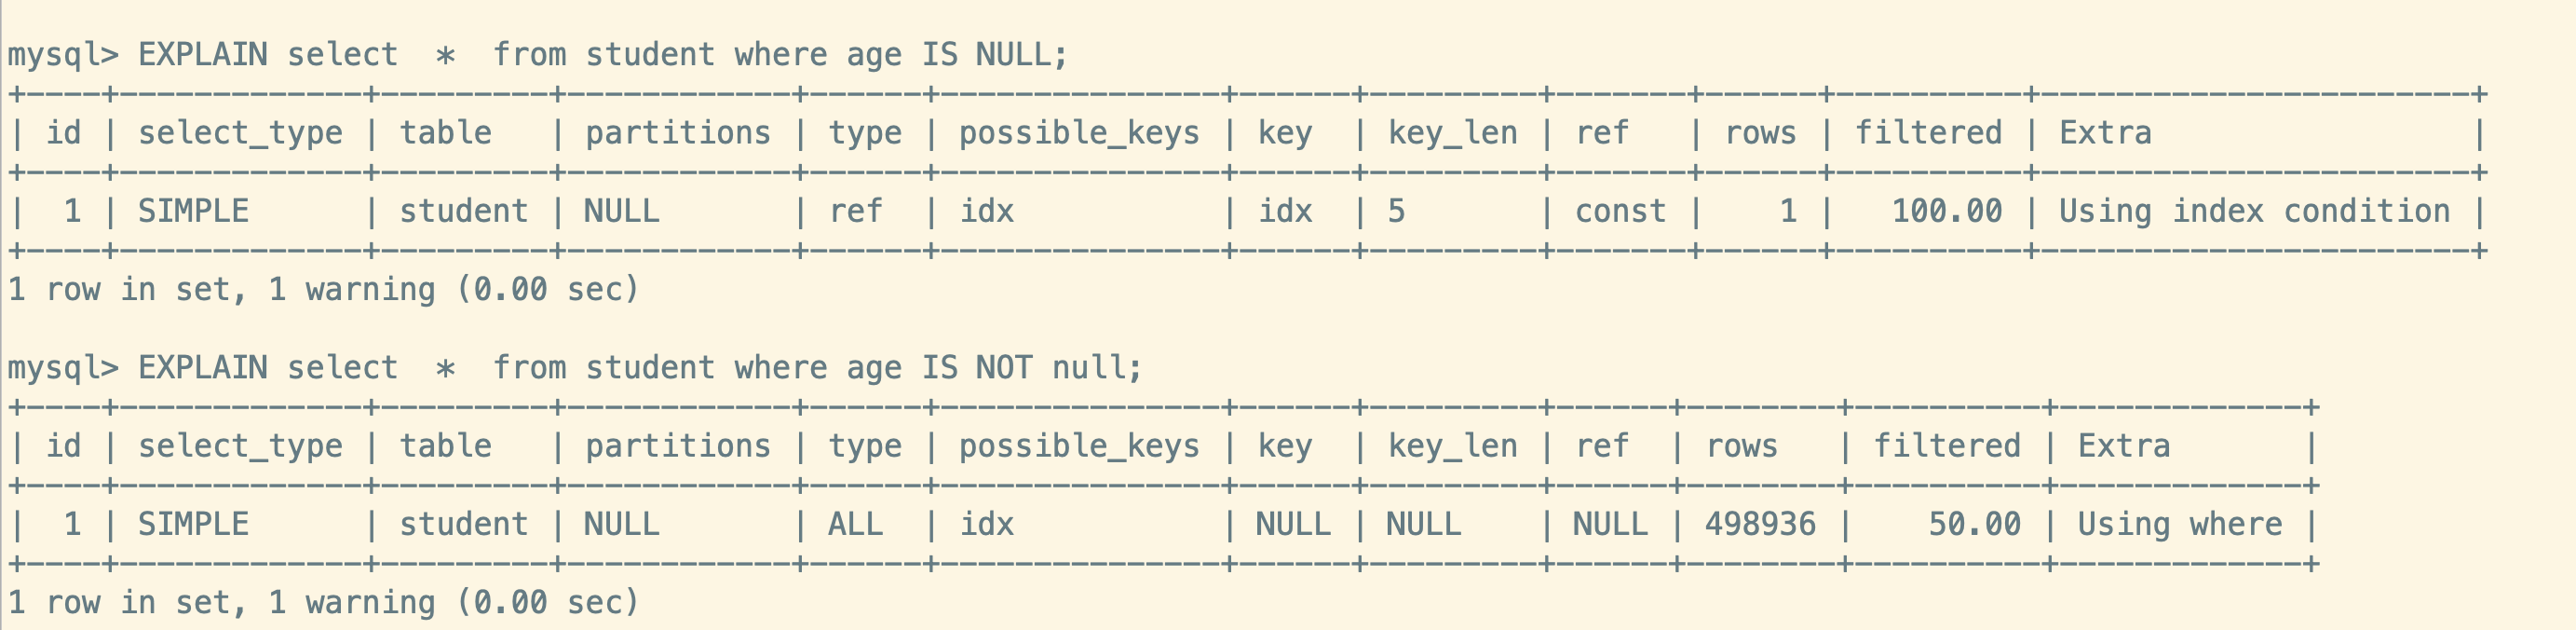 mysql> EXPLAIN select  *  from student where age IS NULL;
+----+-------------+---------+------------+------+---------------+------+---------+-------+------+----------+-----------------------+
| id | select_type | table   | partitions | type | possible_keys | key  | key_len | ref   | rows | filtered | Extra                 |
+----+-------------+---------+------------+------+---------------+------+---------+-------+------+----------+-----------------------+
|  1 | SIMPLE      | student | NULL       | ref  | idx           | idx  | 5       | const |    1 |   100.00 | Using index condition |
+----+-------------+---------+------------+------+---------------+------+---------+-------+------+----------+-----------------------+
1 row in set, 1 warning (0.00 sec)

mysql> EXPLAIN select  *  from student where age IS NOT null;
+----+-------------+---------+------------+------+---------------+------+---------+------+--------+----------+-------------+
| id | select_type | table   | partitions | type | possible_keys | key  | key_len | ref  | rows   | filtered | Extra       |
+----+-------------+---------+------------+------+---------------+------+---------+------+--------+----------+-------------+
|  1 | SIMPLE      | student | NULL       | ALL  | idx           | NULL | NULL    | NULL | 498936 |    50.00 | Using where |
+----+-------------+---------+------------+------+---------------+------+---------+------+--------+----------+-------------+
1 row in set, 1 warning (0.00 sec)